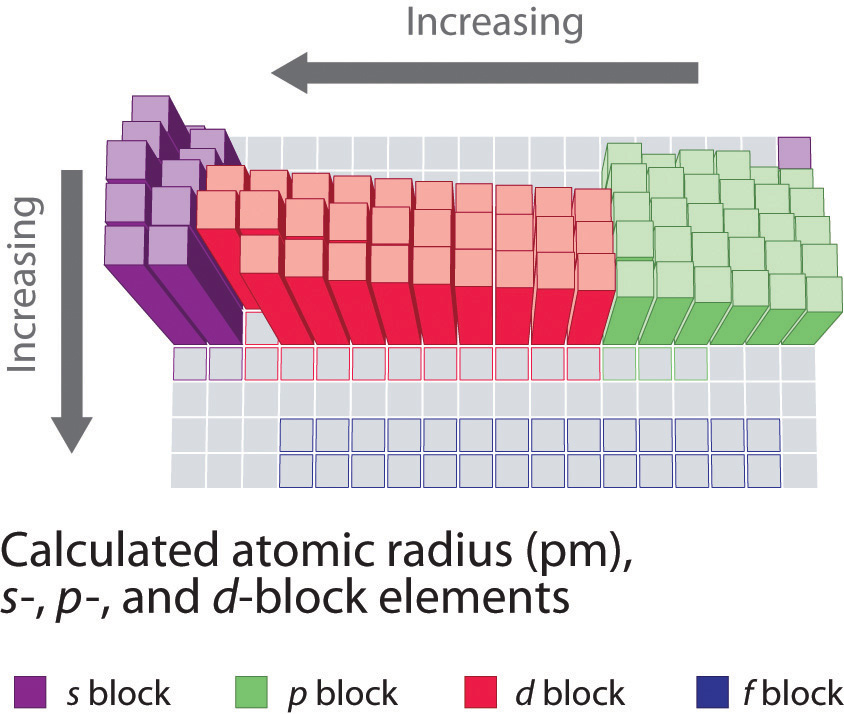 Increasing
Increasing
Calculated atomic radius (pm),
s-, p-, and d-block elements
s block
p block
d block
f block